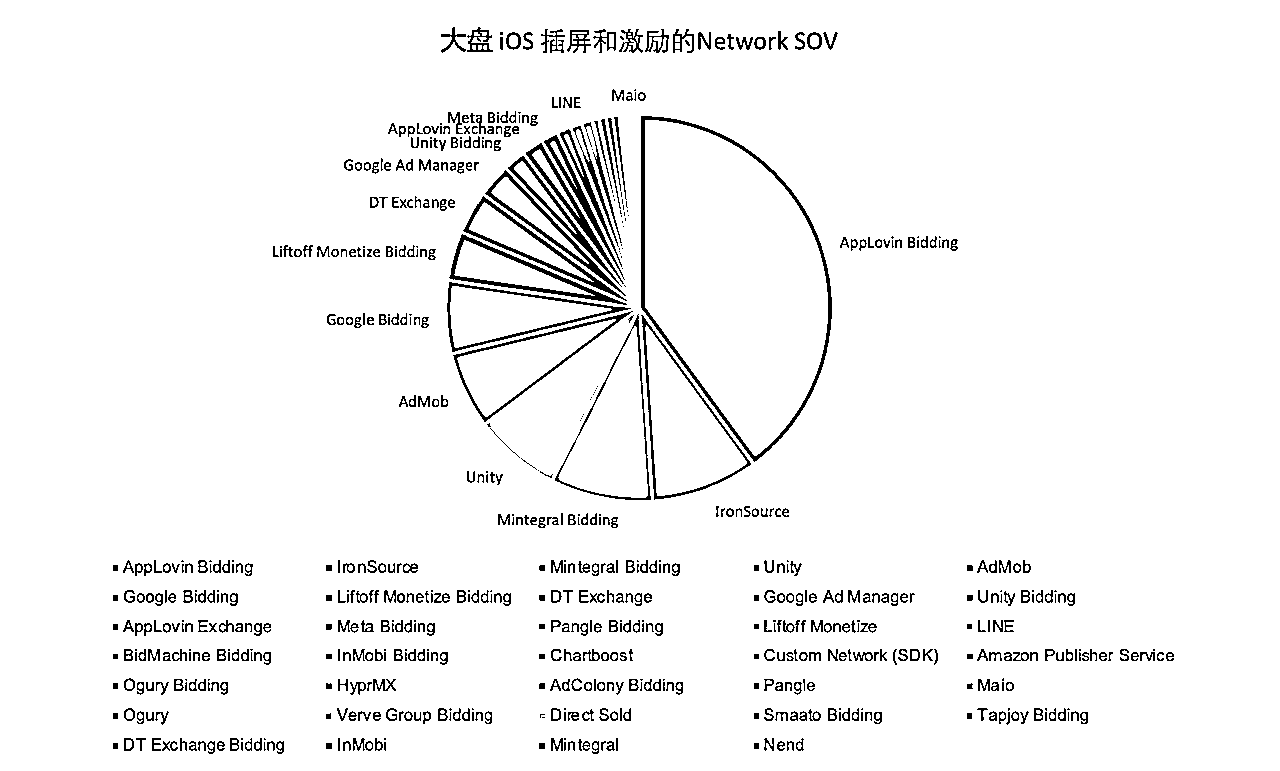 大盘 iOS 插屏和激励的Network SOV
Maio
LINE
Meta Bidding
AppLovin Exchange
Unity Bidding
Google Ad Manager
DT Exchange
Liftoff Monetize Bidding
Google Bidding
AdMob
Unity
Mintegral Bidding
IronSource
AppLovin Bidding
AppLovin Bidding IronSource Mintegral Bidding Unity AdMob
Google Bidding Liftoff Monetize Bidding DT Exchange Google Ad Manager Unity Bidding
AppLovin Exchange Meta Bidding Pangle Bidding Liftoff Monetize LINE
BidMachine Bidding InMobi Bidding Chartboost Custom Network (SDK) Amazon Publisher Service
Ogury Bidding HyprMX AdColony Bidding Pangle Maio
Ogury Verve Group Bidding Direct Sold Smaato Bidding Tapjoy Bidding
DT Exchange Bidding InMobi Mintegral Nend